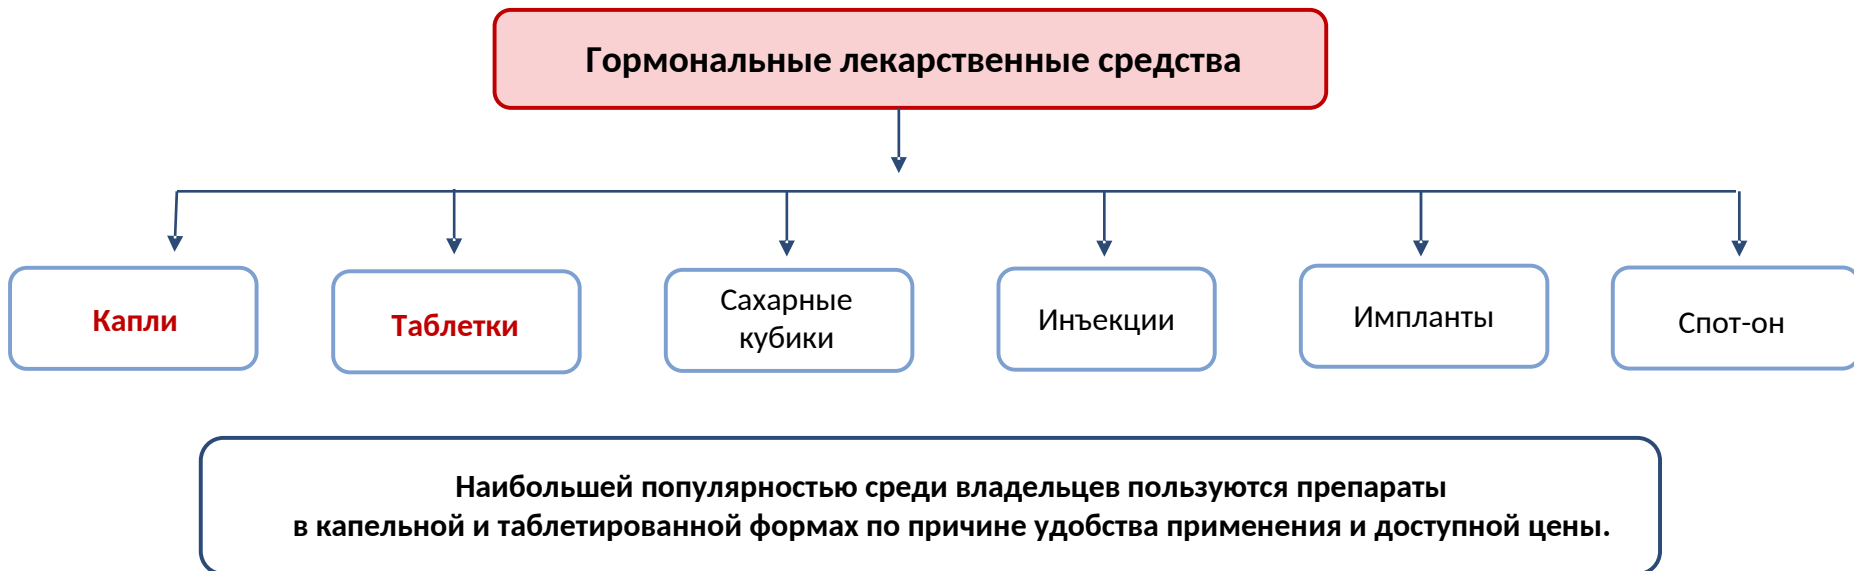 Гормональные лекарственные средства
Капли
Таблетки
Сахарные
кубики
Инъекции
Импланты
Спот-он
Наибольшей популярностью среди владельцев пользуются препараты
в капельной и таблетированной формах по причине удобства применения и доступной цены.